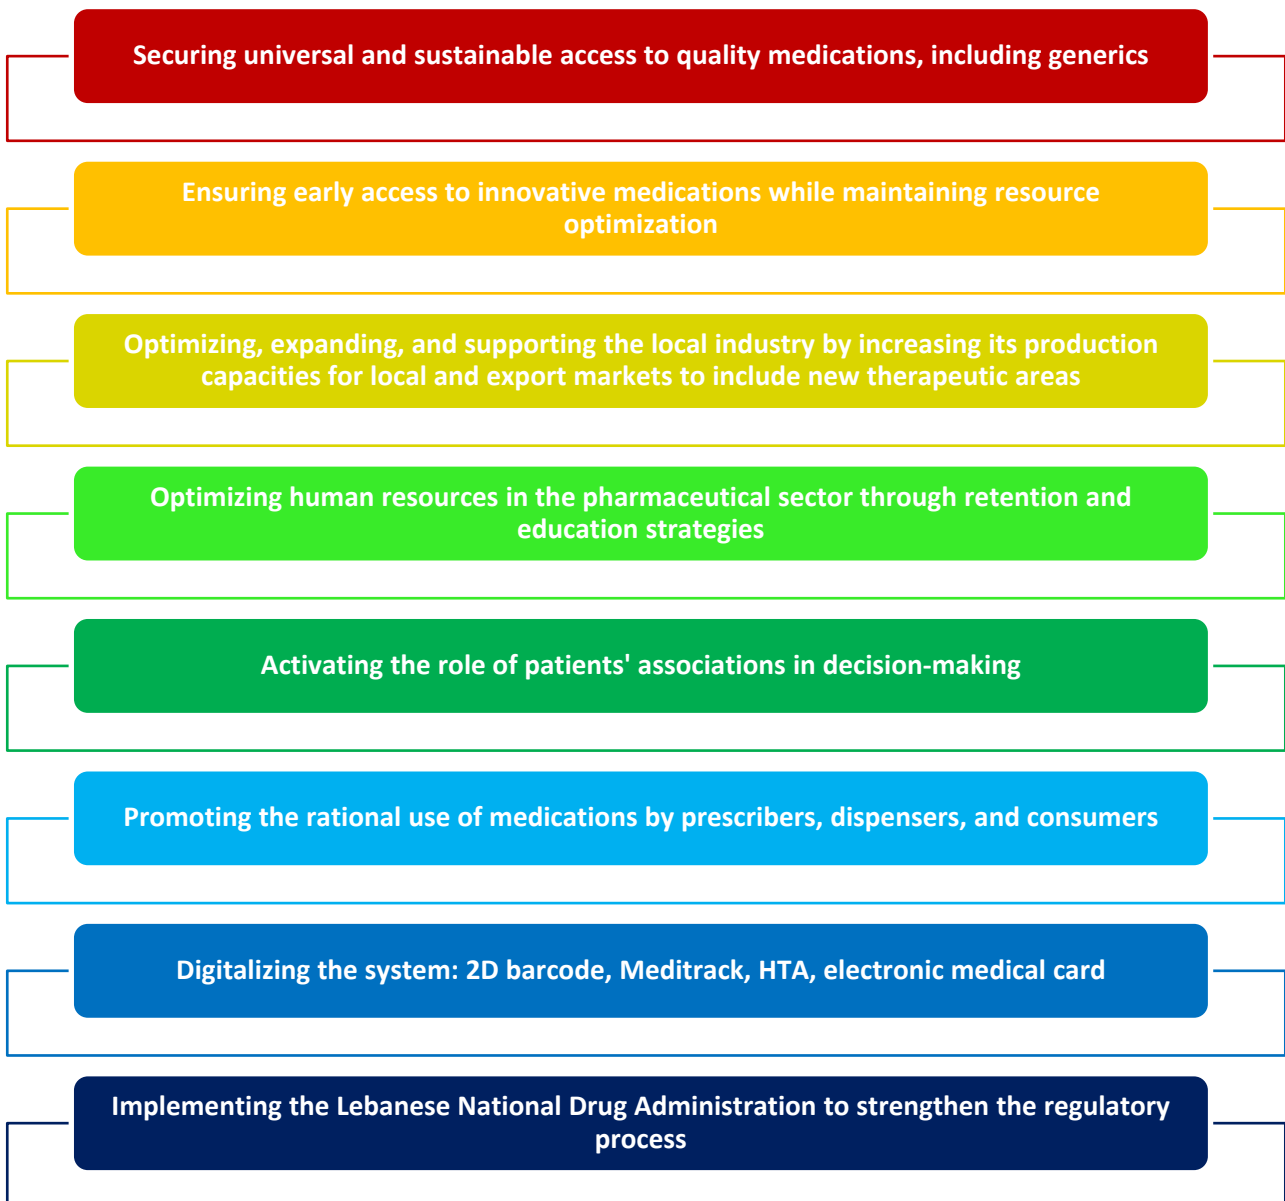 Securing universal and sustainable access to quality medications, including generics
Ensuring early access to innovative medications while maintaining resource
optimization
Optimizing, expanding, and supporting the local industry by increasing its production
capacities for local and export markets to include new therapeutic areas
Optimizing human resources in the pharmaceutical sector through retention and
education strategies
Activating the role of patients' associations in decision-making
Promoting the rational use of medications by prescribers, dispensers, and consumers
Digitalizing the system: 2D barcode, Meditrack, HTA, electronic medical card
Implementing the Lebanese National Drug Administration to strengthen the regulatory
process